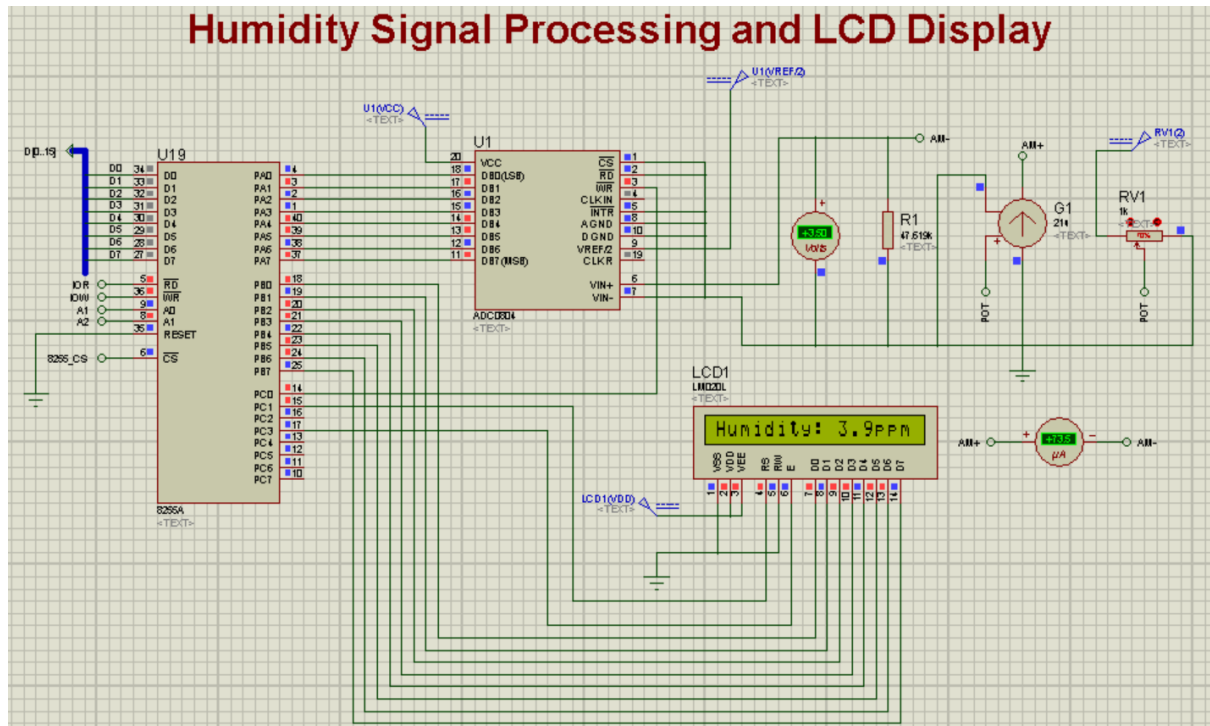 Humidity Signal Processing and LCD Display
U1(VREF/2)
<TEXT>
U1(VCC)
<TEXT>
AM-
AM+
RV1(2)
<TEXT>
D[0..15]
U19
U1
D0 34 D0 PA0 4
D1 33 D1 PA1 3
D2 32 D2 PA2 2
D3 31 D3 PA3 1
D4 30 D4 PA4 40
D5 29 D5 PA5 39
D6 28 D6 PA6 38
D7 27 D7 PA7 37
IOR 5 RD PB0 18
IOW 36 WR PB1 19
A1 9 A0 PB2 20
A2 8 A1 PB3 21
35 RESET PB4 22
PB5 23
8255_CS 6 CS PB6 24
PB7 25
PC0 14
PC1 15
PC2 16
PC3 17
PC4 13
PC5 12
PC6 11
PC7 10
8255A
<TEXT>
20 VCC CS 1
18 DB0(LSB) RD 2
17 DB1 WR 3
16 DB2 CLKIN 4
15 DB3 INTR 5
14 DB4 AGND 8
13 DB5 DGND 10
12 DB6 VREF/2 9
11 DB7(MSB) CLKR 19
VIN+ 6
VIN- 7
ADC0804
<TEXT>
+
+3.50
Volts
R1
47.619k
<TEXT>
G1
21u
<TEXT>
+
POT
RV1
1k
70%
POT
LCD1
LM020L
<TEXT>
Humidity: 3.9ppm
VSS VDD VEE RS RW E D0 D1 D2 D3 D4 D5 D6 D7
1 2 3 4 5 6 7 8 9 10 11 12 13 14
LCD1(VDD)
<TEXT>
AM+ + +73.5 - AM-
µA